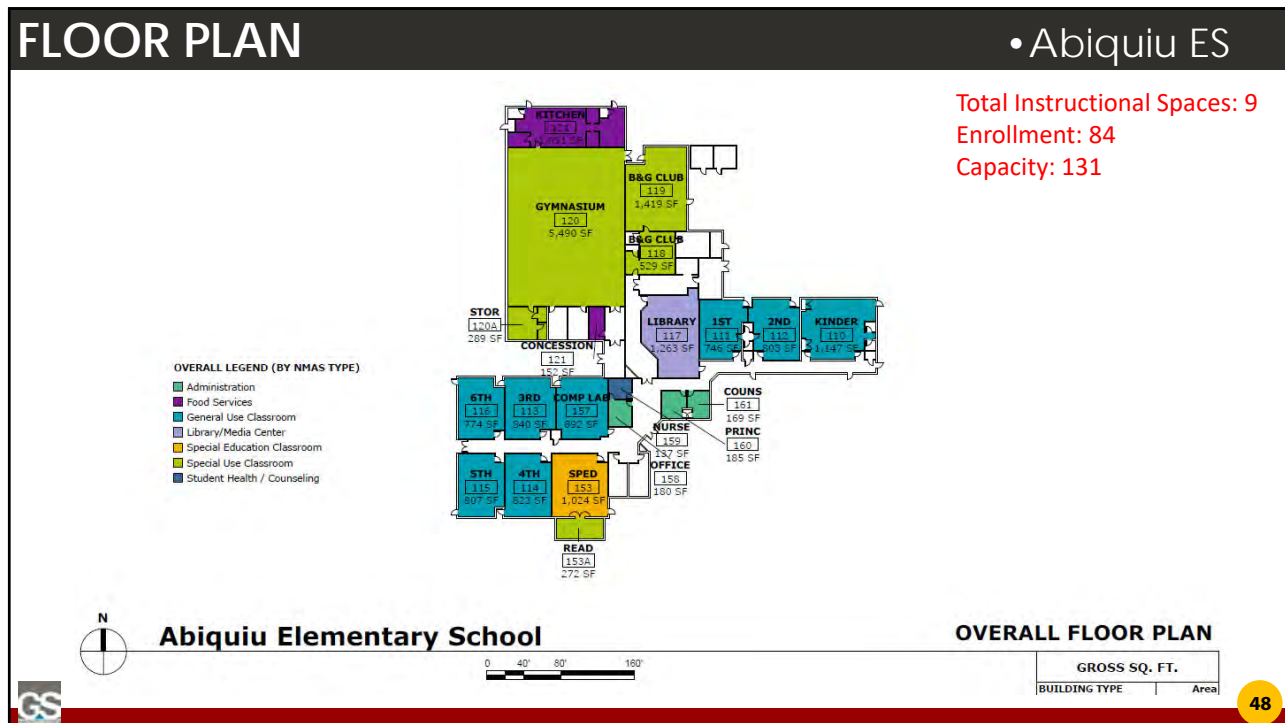 FLOOR PLAN
• Abiquiu ES
Total Instructional Spaces: 9
Enrollment: 84
Capacity: 131
KITCHEN
B&G CLUB
119
1,419 SF
GYMNASIUM
120
5,490 SF
B&G CLUB
118
529 SF
STOR
120A
289 SF
CONCESSION
121
152 SF
LIBRARY
117
1,263 SF
1ST
111
746 SF
2ND
112
803 SF
KINDER
110
1,147 SF
OVERALL LEGEND (BY NMAS TYPE)
Administration
Food Services
General Use Classroom
Library/Media Center
Special Education Classroom
Special Use Classroom
Student Health / Counseling
6TH
116
774 SF
3RD
113
840 SF
COMP LAB
157
892 SF
COUNS
161
169 SF
NURSE
159
137 SF
PRINC
160
185 SF
OFFICE
158
180 SF
5TH
115
807 SF
4TH
114
823 SF
SPED
153
1,024 SF
READ
153A
272 SF
N
Abiquiu Elementary School
0 40' 80' 160'
OVERALL FLOOR PLAN
GROSS SQ. FT.
BUILDING TYPE Area
GS
48